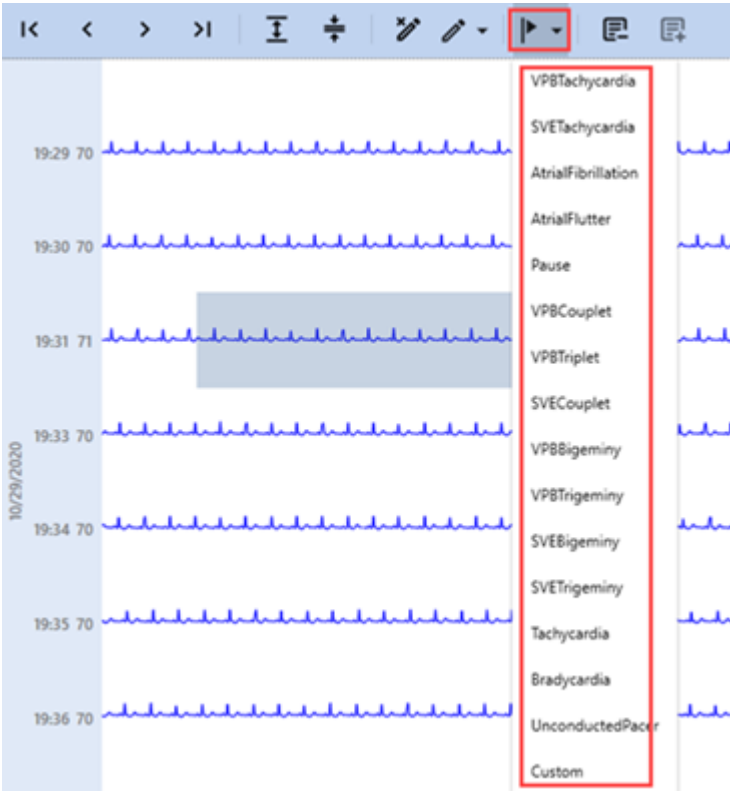 VPBTachycardia
SVETachycardia
19:29 70
AtrialFibrillation
AtrialFlutter
19:30 70
Pause
VPBCouplet
19:31 71
VPBTriplet
SVECouplet
19:33 70
VPBBigeminy
10/29/2020
VPBTrigeminy
19:34 70
SVEBigeminy
SVETrigeminy
19:35 70
Tachycardia
Bradycardia
19:36 70
UnconductedPacer
Custom